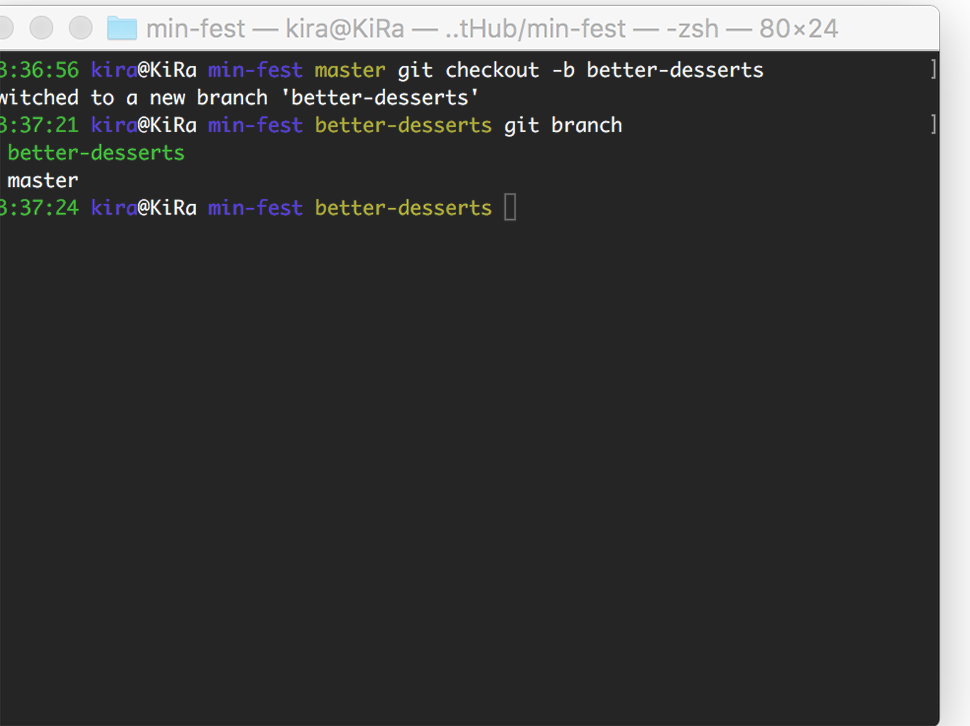 min-fest — kira@KiRa — ..tHub/min-fest — -zsh — 80×24
3:36:56 kira@KiRa min-fest master git checkout -b better-desserts ]
witched to a new branch 'better-desserts'
3:37:21 kira@KiRa min-fest better-desserts git branch ]
better-desserts
master
3:37:24 kira@KiRa min-fest better-desserts